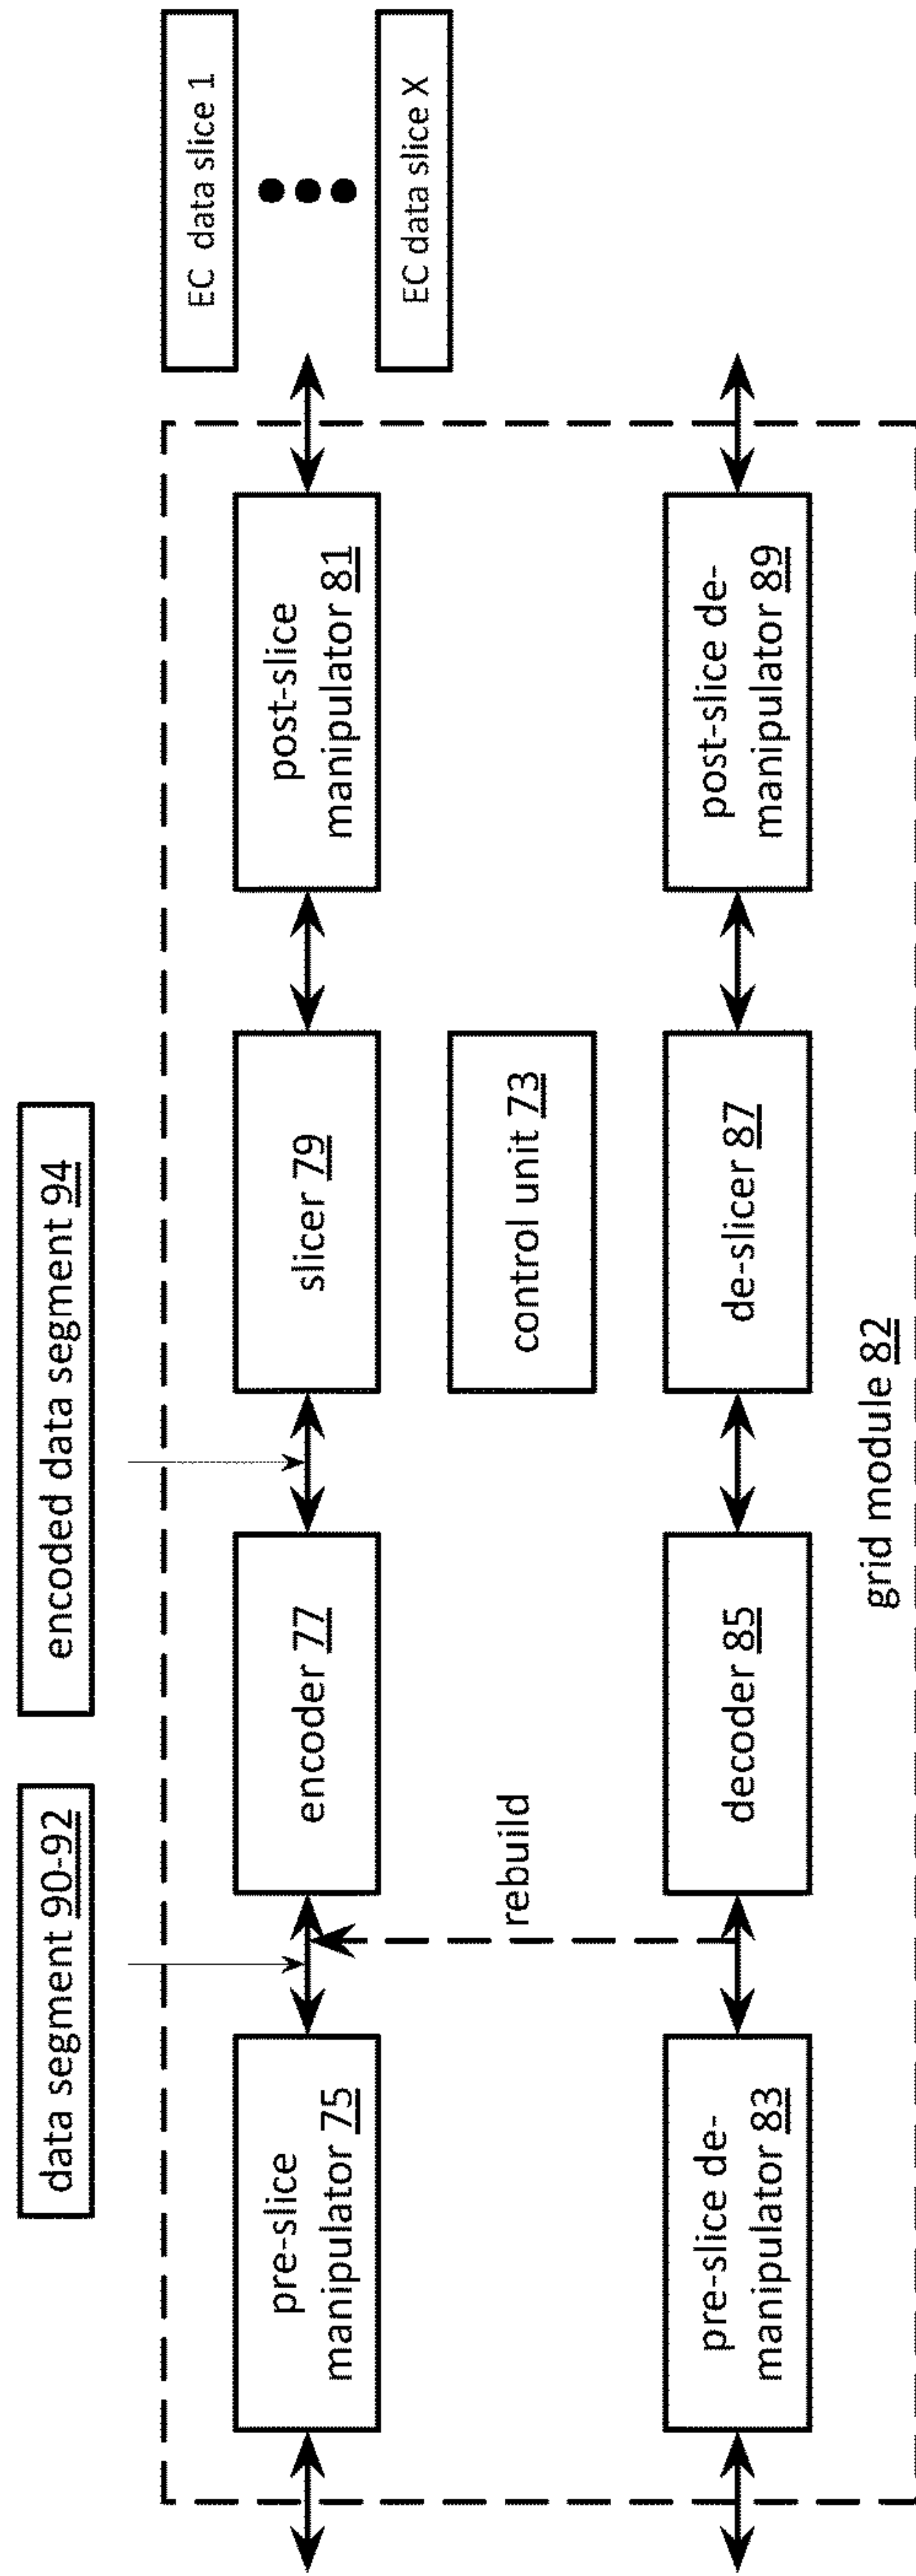 data segment 90-92
encoded data segment 94
EC data slice 1
EC data slice X
pre-slice
manipulator 75
encoder 77
slicer 79
post-slice
manipulator 81
rebuild
control unit 73
pre-slice de-
manipulator 83
decoder 85
de-slicer 87
post-slice de-
manipulator 89
grid module 82